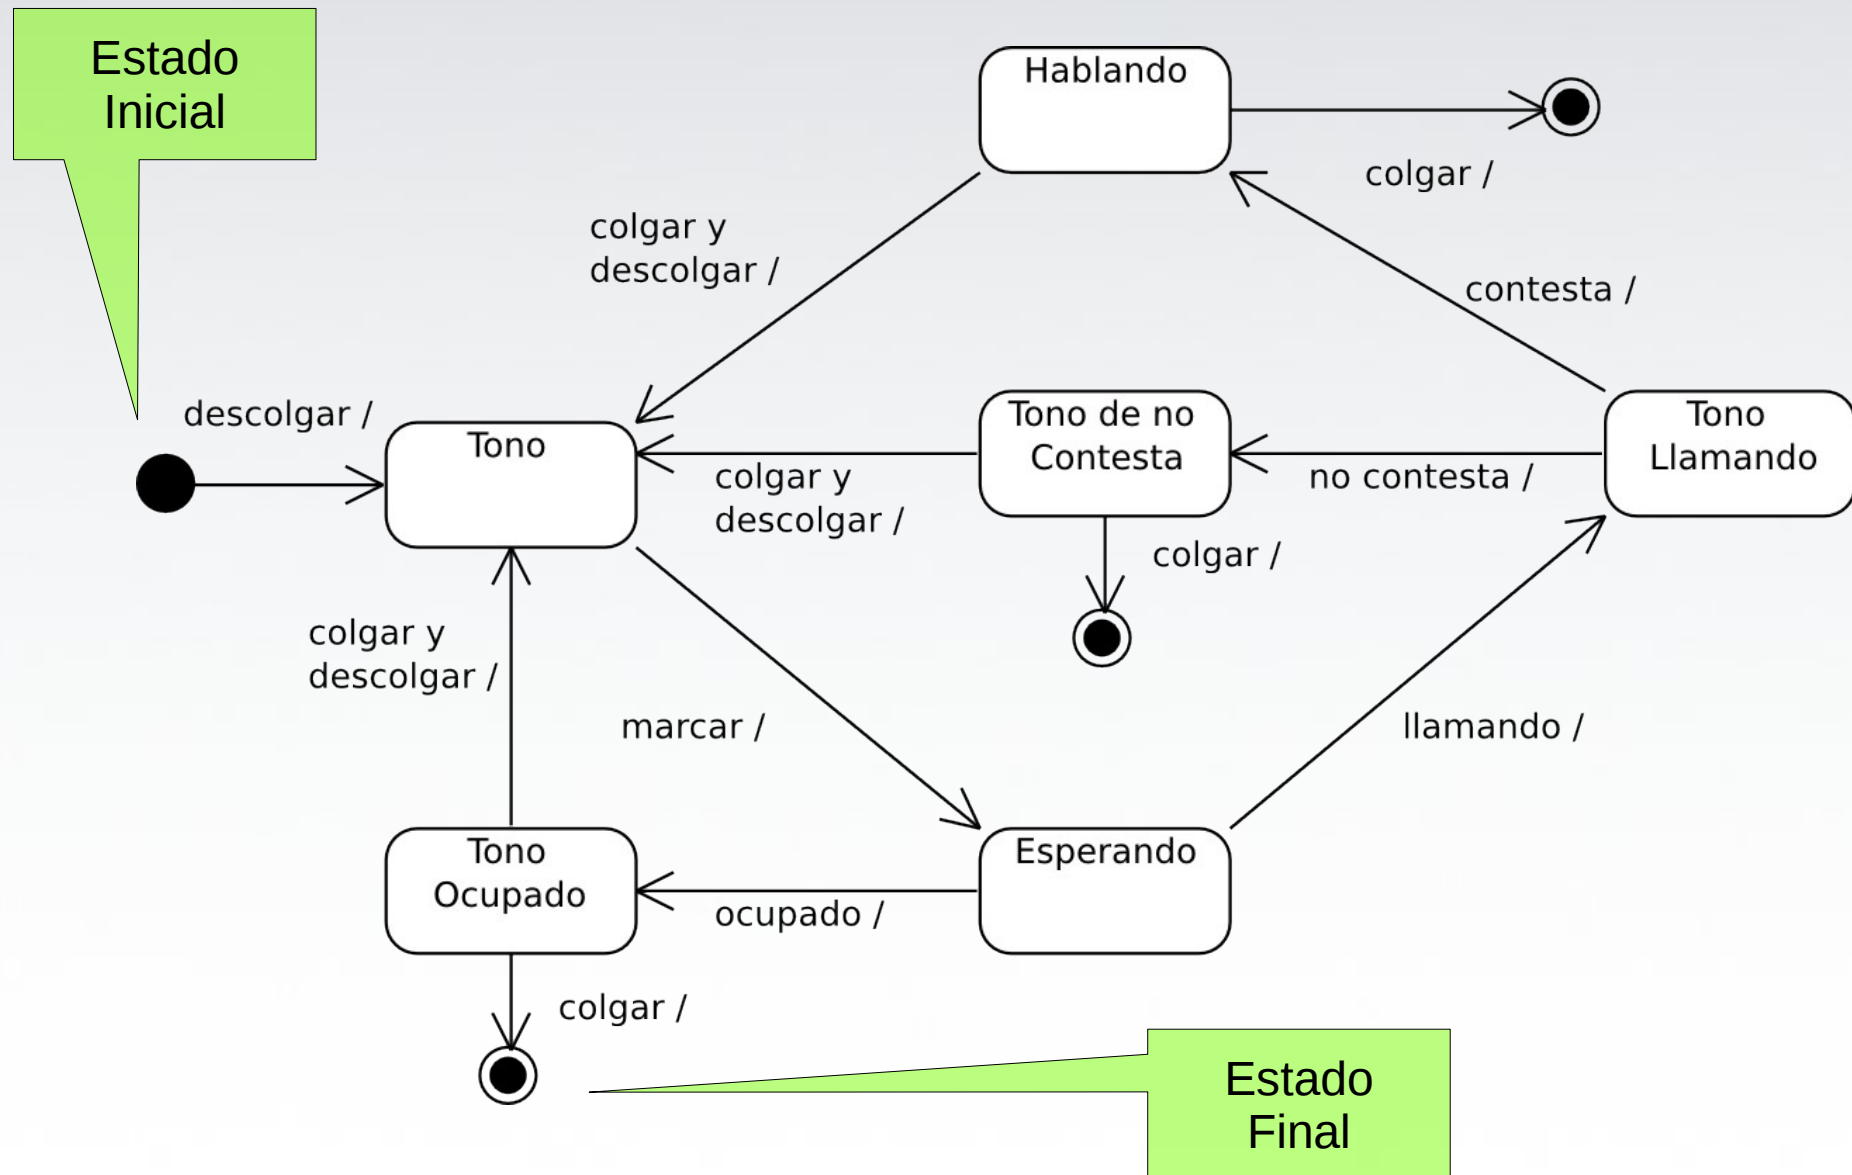 Estado
Inicial
Hablando
colgar /
colgar y
descolgar /
contesta /
descolgar /
Tono
Tono de no
Contesta
Tono
Llamando
colgar y
descolgar /
no contesta /
colgar /
colgar y
descolgar /
marcar /
llamando /
Tono
Ocupado
Esperando
ocupado /
colgar /
Estado
Final